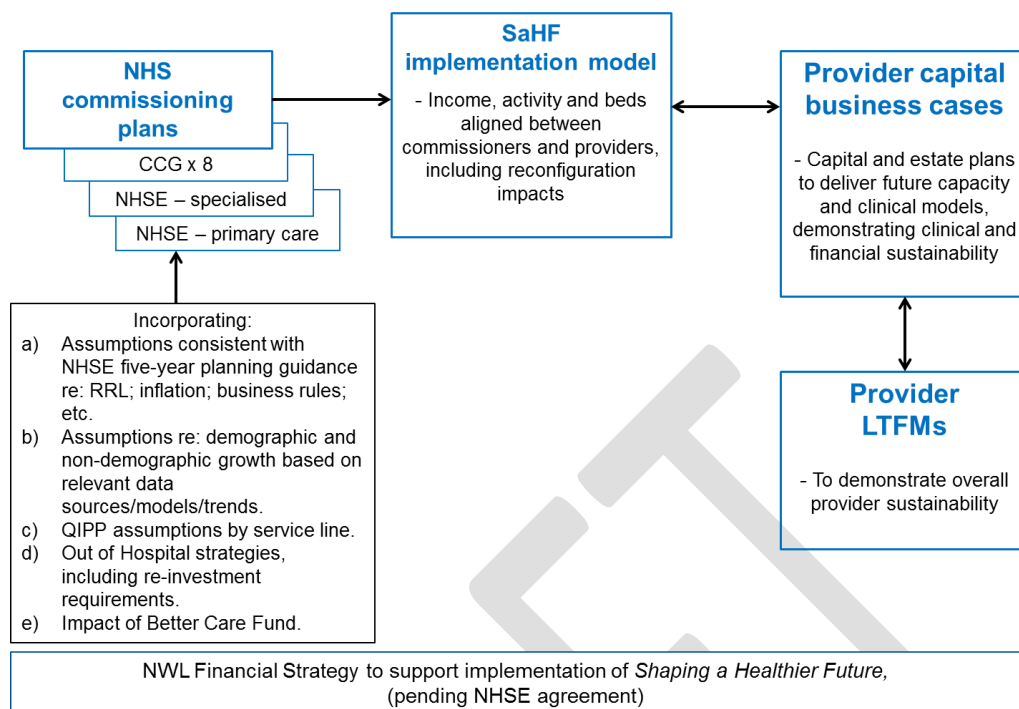 NHS
commissioning
plans
CCG x 8
NHSE – specialised
NHSE – primary care
Incorporating:
a) Assumptions consistent with
NHSE five-year planning guidance
re: RRL; inflation; business rules;
etc.
b) Assumptions re: demographic and
non-demographic growth based on
relevant data
sources/models/trends.
c) QIPP assumptions by service line.
d) Out of Hospital strategies,
including re-investment
requirements.
e) Impact of Better Care Fund.
SaHF
implementation model
- Income, activity and beds
aligned between
commissioners and providers,
including reconfiguration
impacts
Provider capital
business cases
- Capital and estate plans
to deliver future capacity
and clinical models,
demonstrating clinical and
financial sustainability
Provider
LTFMs
- To demonstrate overall
provider sustainability
NWL Financial Strategy to support implementation of Shaping a Healthier Future,
(pending NHSE agreement)